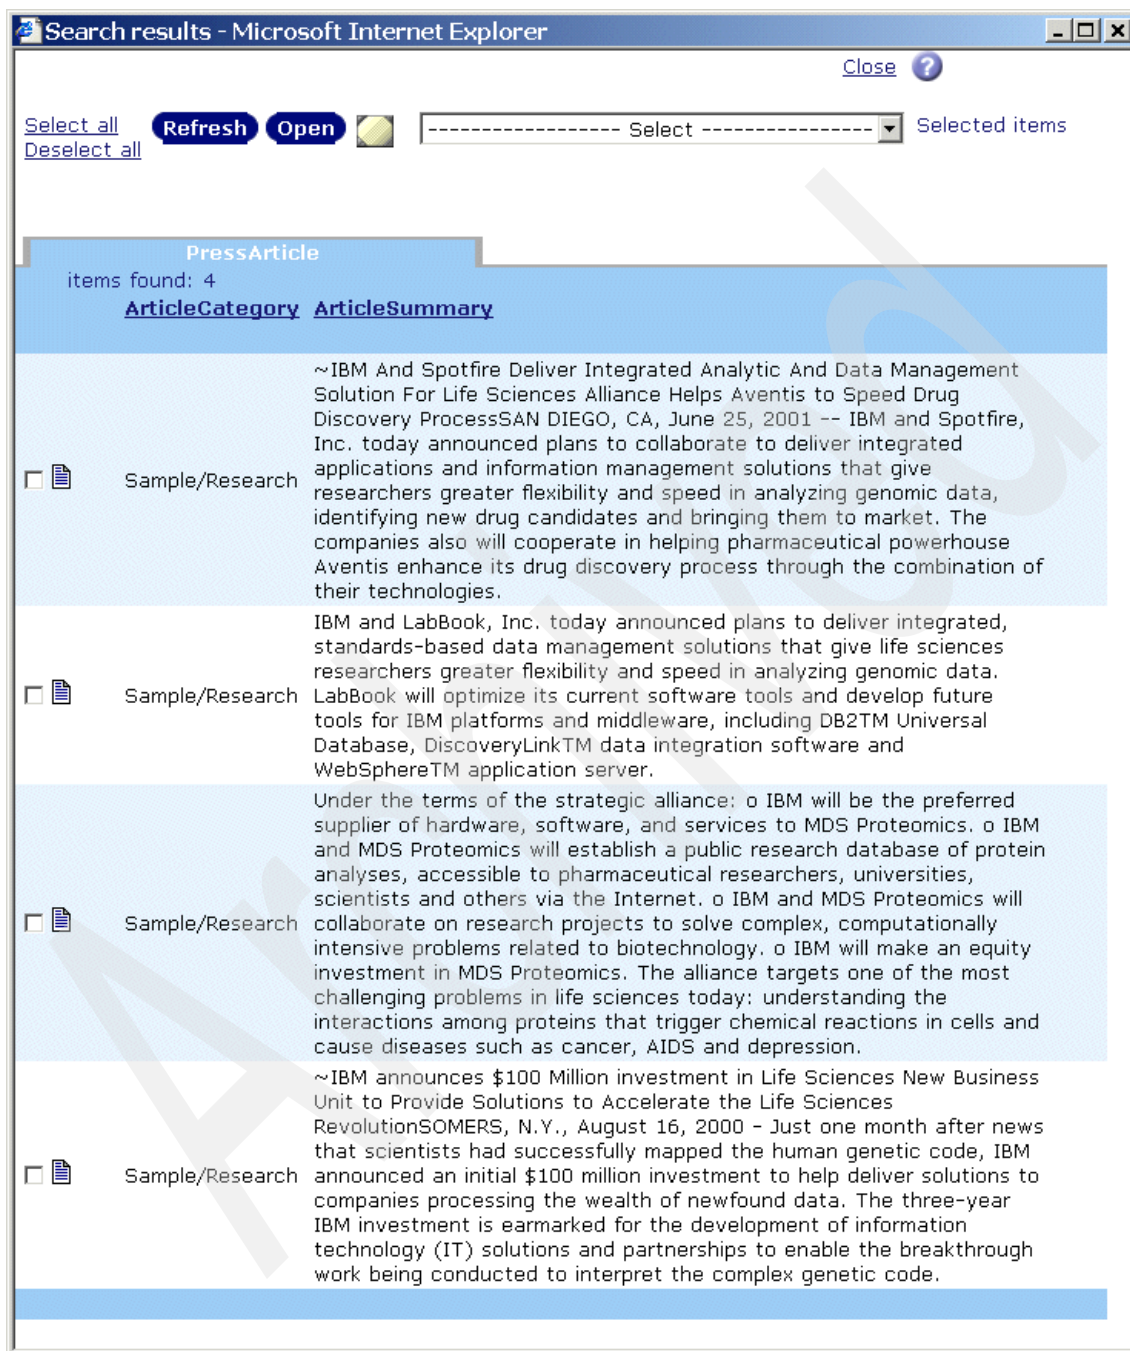 Search results - Microsoft Internet Explorer
Close ?
Select all
Deselect all
Refresh Open ------------------ Select ---------------- Selected items
PressArticle
items found: 4
ArticleCategory ArticleSummary
~IBM And Spotfire Deliver Integrated Analytic And Data Management
Solution For Life Sciences Alliance Helps Aventis to Speed Drug
Discovery ProcessSAN DIEGO, CA, June 25, 2001 -- IBM and Spotfire,
Inc. today announced plans to collaborate to deliver integrated
applications and information management solutions that give
Sample/Research researchers greater flexibility and speed in analyzing genomic data,
identifying new drug candidates and bringing them to market. The
companies also will cooperate in helping pharmaceutical powerhouse
Aventis enhance its drug discovery process through the combination of
their technologies.
IBM and LabBook, Inc. today announced plans to deliver integrated,
standards-based data management solutions that give life sciences
researchers greater flexibility and speed in analyzing genomic data.
Sample/Research LabBook will optimize its current software tools and develop future
tools for IBM platforms and middleware, including DB2TM Universal
Database, DiscoveryLinkTM data integration software and
WebSphereTM application server.
Under the terms of the strategic alliance: o IBM will be the preferred
supplier of hardware, software, and services to MDS Proteomics. o IBM
and MDS Proteomics will establish a public research database of protein
analyses, accessible to pharmaceutical researchers, universities,
scientists and others via the Internet. o IBM and MDS Proteomics will
Sample/Research collaborate on research projects to solve complex, computationally
intensive problems related to biotechnology. o IBM will make an equity
investment in MDS Proteomics. The alliance targets one of the most
challenging problems in life sciences today: understanding the
interactions among proteins that trigger chemical reactions in cells and
cause diseases such as cancer, AIDS and depression.
~IBM announces $100 Million investment in Life Sciences New Business
Unit to Provide Solutions to Accelerate the Life Sciences
RevolutionSOMERS, N.Y., August 16, 2000 - Just one month after news
that scientists had successfully mapped the human genetic code, IBM
Sample/Research announced an initial $100 million investment to help deliver solutions to
companies processing the wealth of newfound data. The three-year
IBM investment is earmarked for the development of information
technology (IT) solutions and partnerships to enable the breakthrough
work being conducted to interpret the complex genetic code.
Archived